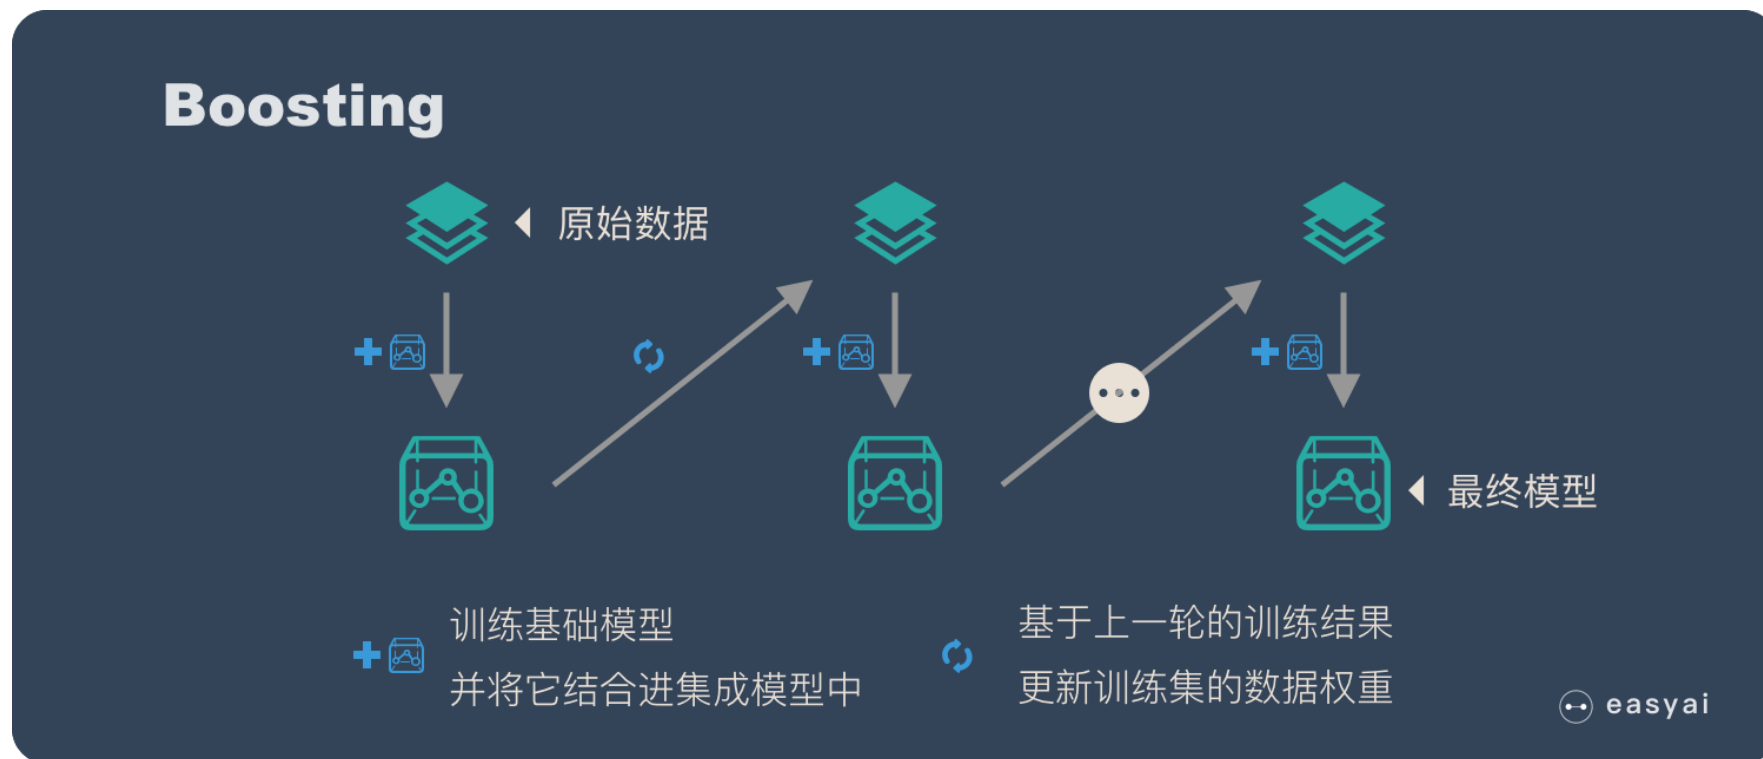 Boosting
原始数据
最终模型
训练基础模型
并将它结合进集成模型中
基于上一轮的训练结果
更新训练集的数据权重
easyai